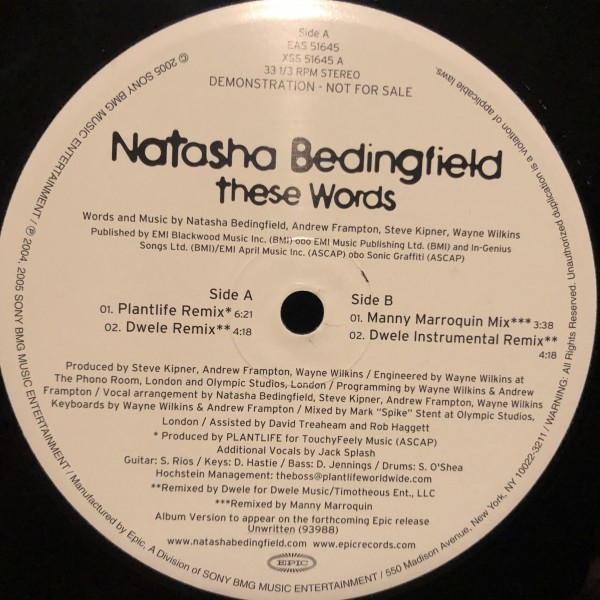 Side A
EAS 51645
XSS 51645 A
33 1/3 RPM STEREO
DEMONSTRATION - NOT FOR SALE
Natasha Bedingfield
these Words
Words and Music by Natasha Bedingfield, Andrew Frampton, Steve Kipner, Wayne Wilkins
Published by EMI Blackwood Music Inc. (BMI) obo EMI Music Publishing Ltd. (BMI) and In-Genius
Songs Ltd. (BMI)/EMI April Music Inc. (ASCAP) obo Sonic Graffiti (ASCAP)
Side A
01. Plantlife Remix* 6:21
02. Dwele Remix** 4:18
Side B
01. Manny Marroquin Mix*** 3:38
02. Dwele Instrumental Remix**
4:18
Produced by Steve Kipner, Andrew Frampton, Wayne Wilkins / Engineered by Wayne Wilkins at
The Phono Room, London and Olympic Studios, London / Programming by Wayne Wilkins & Andrew
Frampton / Vocal arrangement by Natasha Bedingfield, Steve Kipner, Andrew Frampton, Wayne Wilkins
Keyboards by Wayne Wilkins & Andrew Frampton / Mixed by Mark "Spike" Stent at Olympic Studios,
London / Assisted by David Treaheam and Rob Haggett
* Produced by PLANTLIFE for TouchyFeely Music (ASCAP)
Additional Vocals by Jack Splash
Guitar: S. Rios / Keys: D. Hastie / Bass: D. Jennings / Drums: S. O'Shea
Hochstein Management: theboss@plantlifeworldwide.com
**Remixed by Dwele for Dwele Music/Timotheous Ent., LLC
***Remixed by Manny Marroquin
Album Version to appear on the forthcoming Epic release
Unwritten (93988)
www.natashabedingfield.com www.epicrecords.com
EPIC
© 2005 SONY BMG MUSIC ENTERTAINMENT / ℗ 2004, 2005 SONY BMG MUSIC ENTERTAINMENT / Manufactured by Epic, A Division of SONY BMG MUSIC ENTERTAINMENT / 550 Madison Avenue, New York, NY 10022-3211 / WARNING: All Rights Reserved. Unauthorized duplication is a violation of applicable laws.